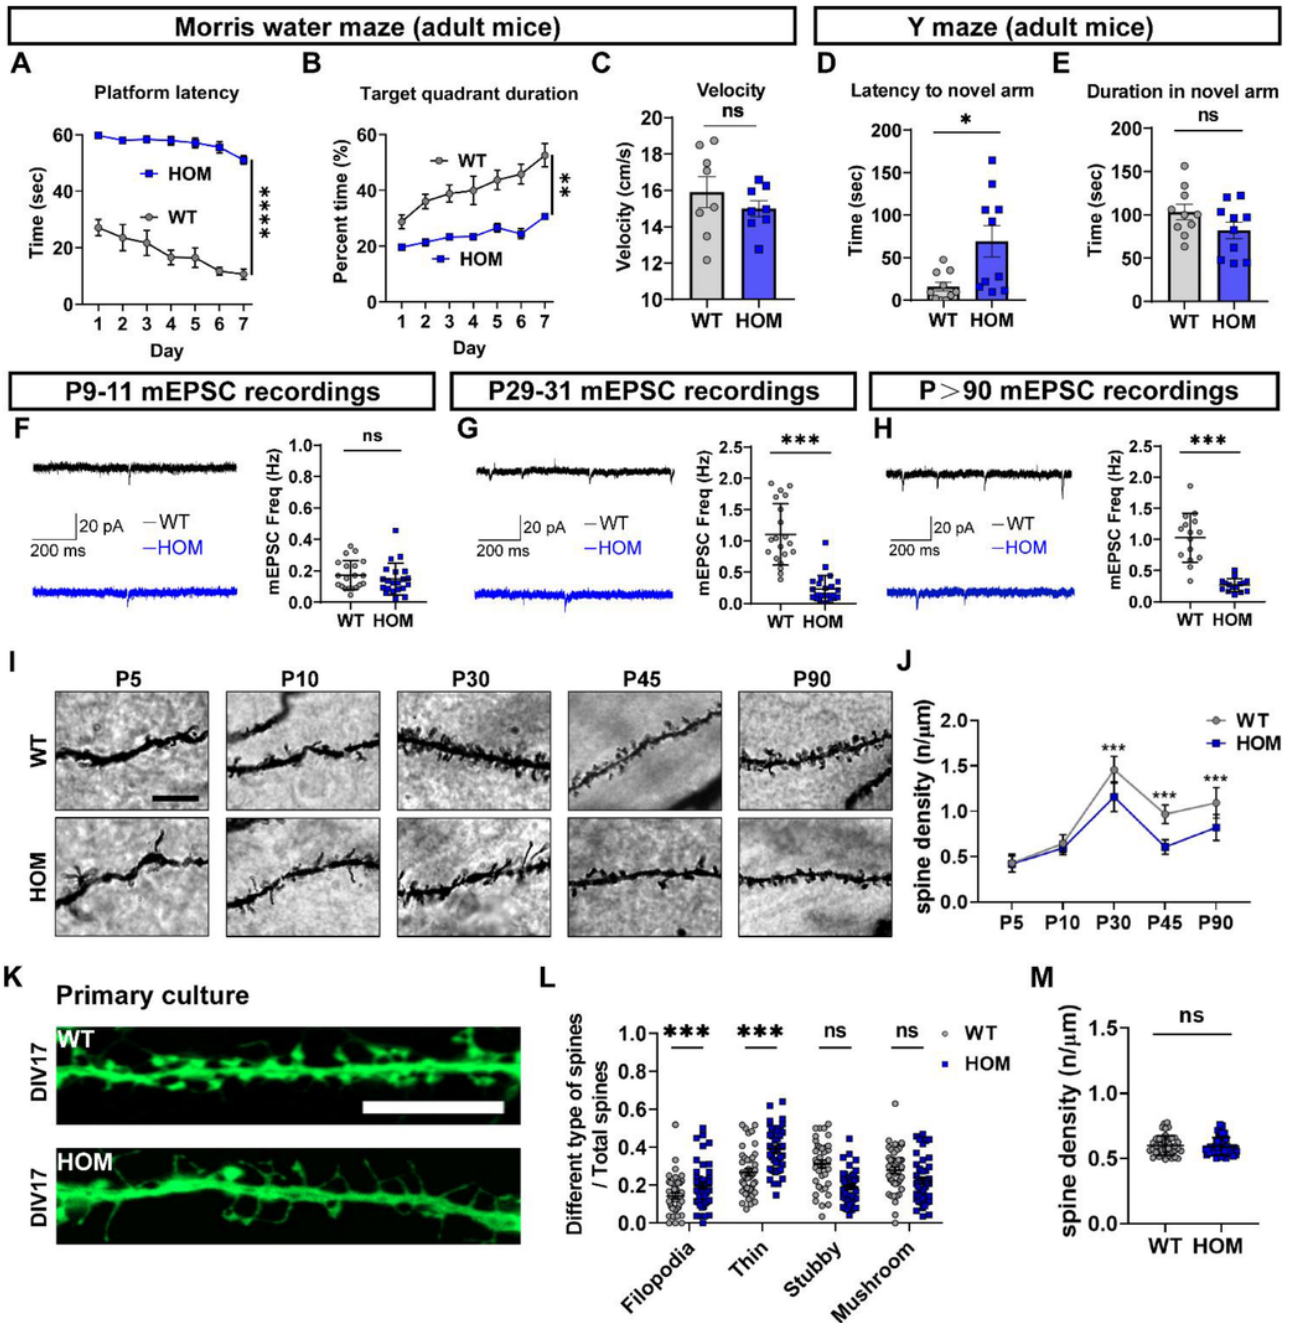 Morris water maze (adult mice)
Y maze (adult mice)
A
Platform latency
Time (sec)
60
40
20
0
HOM
WT
****
1 2 3 4 5 6 7
Day
B
Target quadrant duration
Percent time (%)
60
40
20
0
WT
HOM
**
1 2 3 4 5 6 7
Day
C
Velocity
ns
Velocity (cm/s)
20
18
16
14
12
10
WT HOM
D
Latency to novel arm
*
Time (sec)
200
150
100
50
0
WT HOM
E
Duration in novel arm
ns
Time (sec)
200
150
100
50
0
WT HOM
P9-11 mEPSC recordings
P29-31 mEPSC recordings
P>90 mEPSC recordings
F
20 pA
200 ms
WT
HOM
ns
mEPSC Freq (Hz)
1.0
0.8
0.6
0.4
0.2
0.0
WT HOM
G
20 pA
200 ms
WT
HOM
***
mEPSC Freq (Hz)
2.5
2.0
1.5
1.0
0.5
0.0
WT HOM
H
20 pA
200 ms
WT
HOM
***
mEPSC Freq (Hz)
2.5
2.0
1.5
1.0
0.5
0.0
WT HOM
I
P5 P10 P30 P45 P90
WT
HOM
J
spine density (n/μm)
2.0
1.5
1.0
0.5
0.0
WT
HOM
***
***
***
P5 P10 P30 P45 P90
K
Primary culture
DIV17
WT
DIV17
HOM
L
Different type of spines
/ Total spines
1.0
0.8
0.6
0.4
0.2
0.0
*** *** ns ns
WT
HOM
Filopodia
Thin
Stubby
Mushroom
M
ns
spine density (n/μm)
1.5
1.0
0.5
0.0
WT HOM